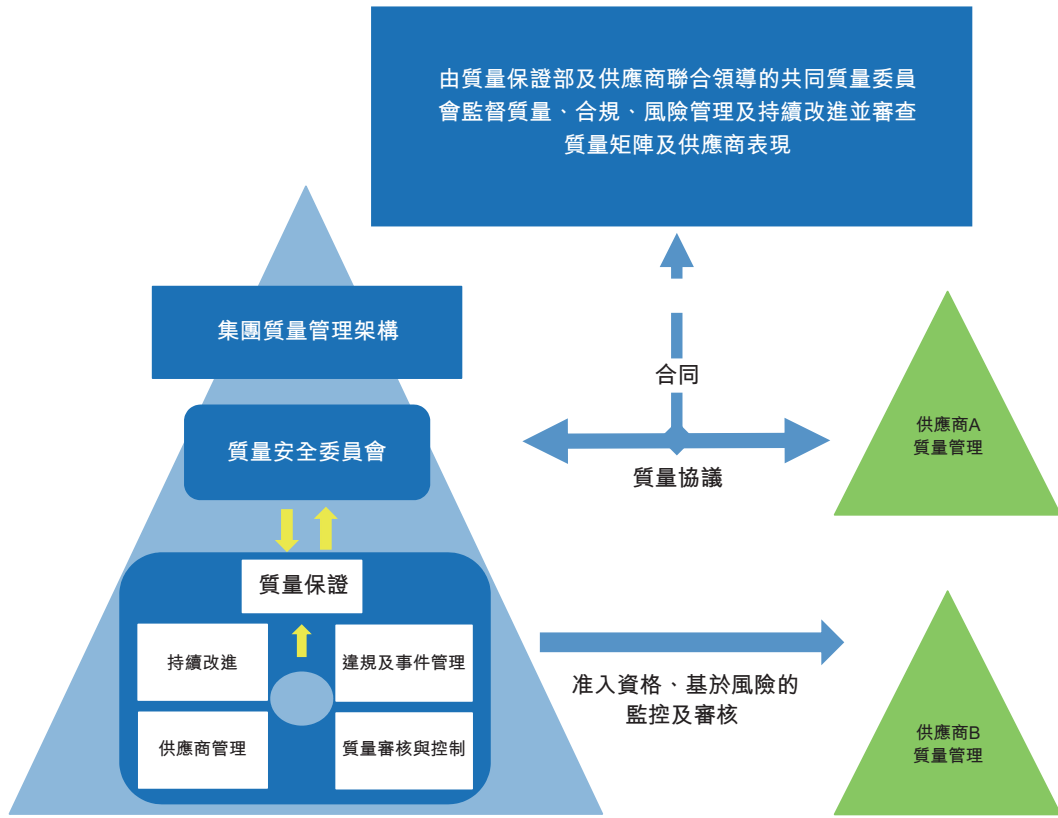 由質量保證部及供應商聯合領導的共同質量委員
會監督質量、合規、風險管理及持續改進並審查
質量矩陣及供應商表現
集團質量管理架構
合同
供應商A
質量管理
質量安全委員會
質量協議
質量保證
持續改進
違規及事件管理
准入資格、基於風險的
監控及審核
供應商管理
質量審核與控制
供應商B
質量管理